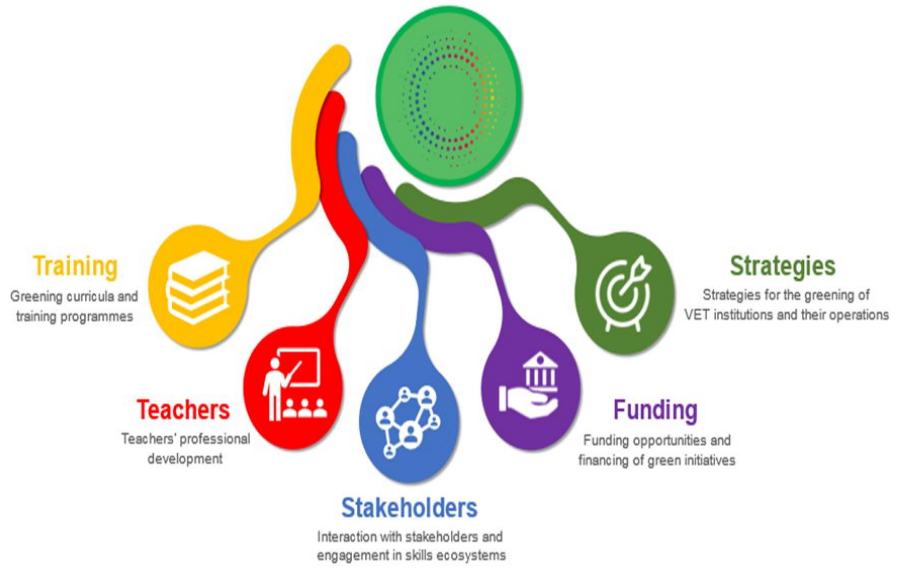 Training
Greening curricula and
training programmes
Teachers
Teachers' professional
development
Stakeholders
Interaction with stakeholders and
engagement in skills ecosystems
Funding
Funding opportunities and
financing of green initiatives
Strategies
Strategies for the greening of
VET institutions and their operations